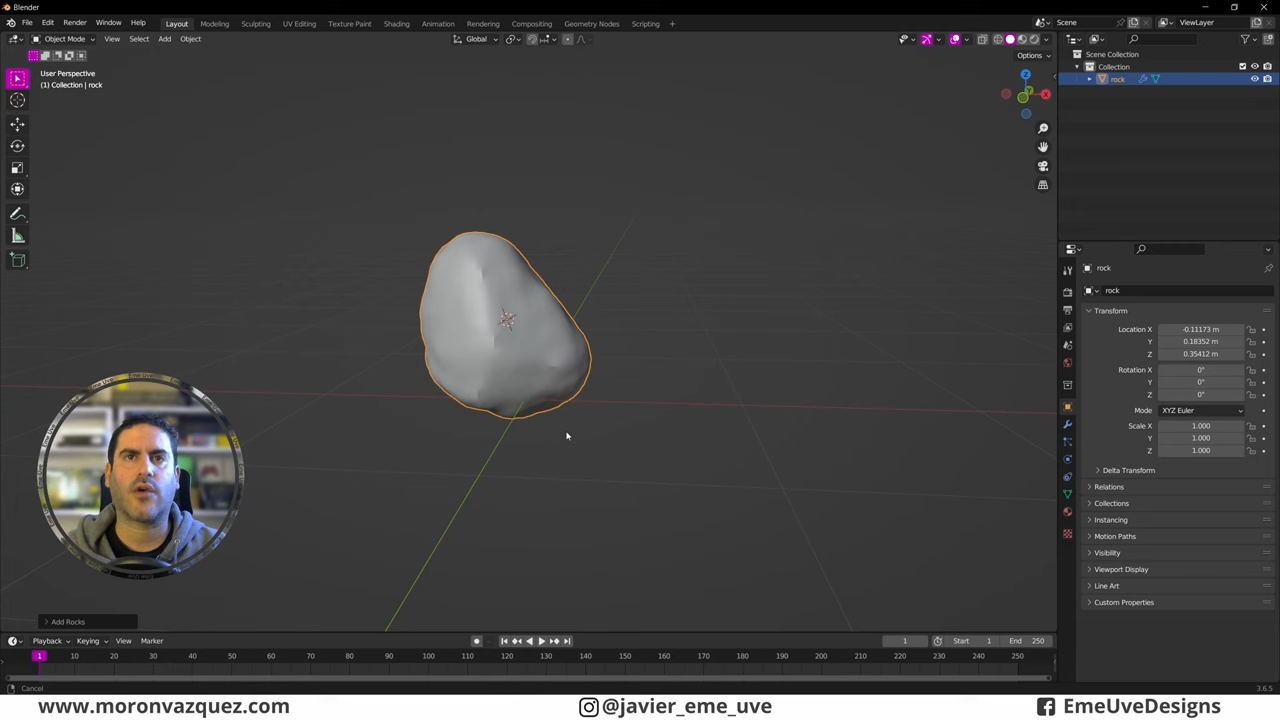 Blender
File Edit Render Window Help Layout Modeling Sculpting UV Editing Texture Paint Shading Animation Rendering Compositing Geometry Nodes Scripting + Scene ViewLayer
Object Mode View Select Add Object Global
Options
User Perspective
(1) Collection | rock
Scene Collection
Collection
rock
rock
rock
Transform
Location X -0.11173 m
Y 0.18352 m
Z 0.35412 m
Rotation X 0°
Y 0°
Z 0°
Mode XYZ Euler
Scale X 1.000
Y 1.000
Z 1.000
Delta Transform
Relations
Collections
Instancing
Motion Paths
Visibility
Viewport Display
Line Art
Custom Properties
X
Z
Add Rocks
Playback Keying View Marker 1 Start 1 End 250
1 10 20 30 40 50 60 70 80 90 100 110 120 130 140 150 160 170 180 190 200 210 220 230 240 250
Cancel 3.6.5
www.moronvazquez.com @javier_eme_uve EmeUveDesigns